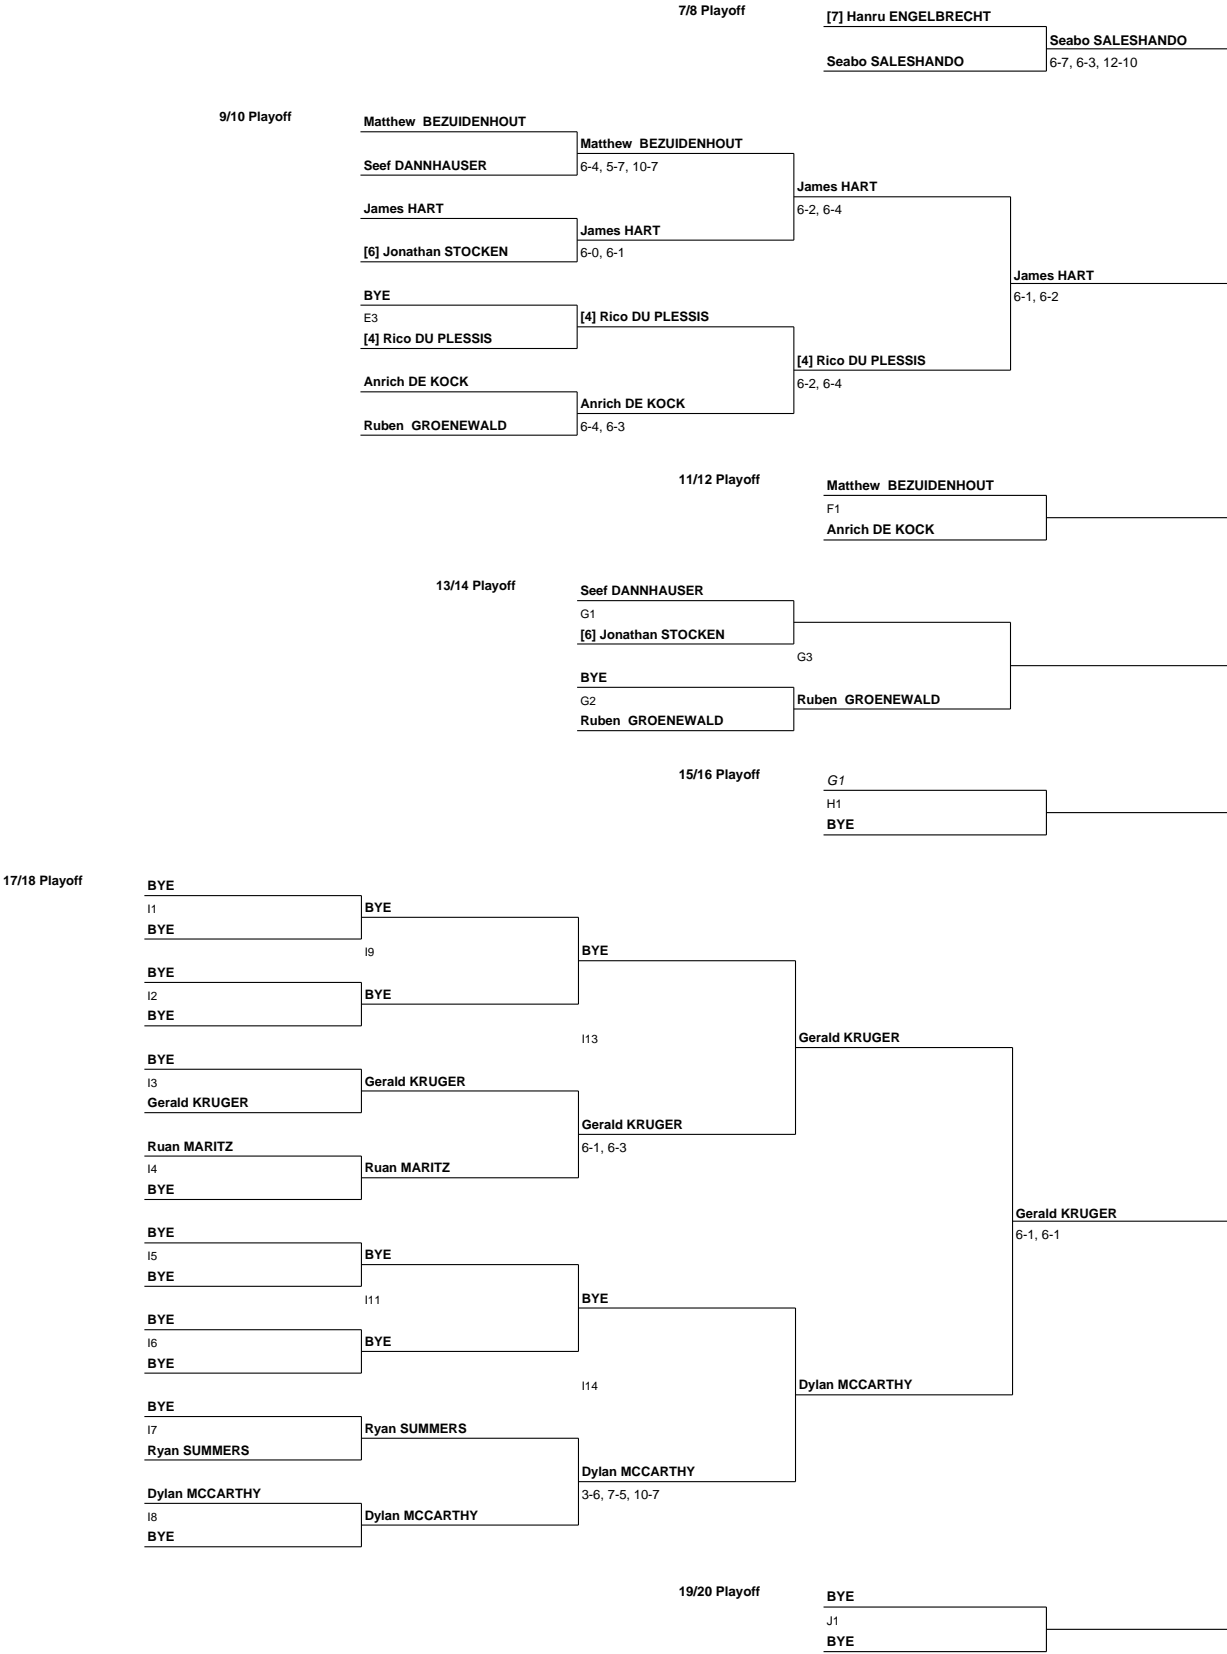 7/8 Playoff
[7] Hanru ENGELBRECHT
Seabo SALESHANDO
Seabo SALESHANDO
6-7, 6-3, 12-10
9/10 Playoff
Matthew  BEZUIDENHOUT
Matthew  BEZUIDENHOUT
Seef DANNHAUSER
6-4, 5-7, 10-7
James HART
6-2, 6-4
James HART
James HART
[6] Jonathan STOCKEN
6-0, 6-1
James HART
6-1, 6-2
BYE
E3
[4] Rico DU PLESSIS
[4] Rico DU PLESSIS
[4] Rico DU PLESSIS
6-2, 6-4
Anrich DE KOCK
Anrich DE KOCK
Ruben  GROENEWALD
6-4, 6-3
11/12 Playoff
Matthew  BEZUIDENHOUT
F1
Anrich DE KOCK
13/14 Playoff
Seef DANNHAUSER
G1
[6] Jonathan STOCKEN
G3
BYE
G2
Ruben  GROENEWALD
Ruben  GROENEWALD
15/16 Playoff
G1
H1
BYE
17/18 Playoff
BYE
I1
BYE
BYE
I9
BYE
BYE
I2
BYE
BYE
I13
Gerald KRUGER
BYE
I3
Gerald KRUGER
Gerald KRUGER
Gerald KRUGER
6-1, 6-3
Ruan MARITZ
I4
Ruan MARITZ
BYE
Gerald KRUGER
6-1, 6-1
BYE
I5
BYE
BYE
I11
BYE
BYE
I6
BYE
BYE
I14
Dylan MCCARTHY
BYE
I7
Ryan SUMMERS
Ryan SUMMERS
Dylan MCCARTHY
3-6, 7-5, 10-7
Dylan MCCARTHY
I8
Dylan MCCARTHY
BYE
19/20 Playoff
BYE
J1
BYE